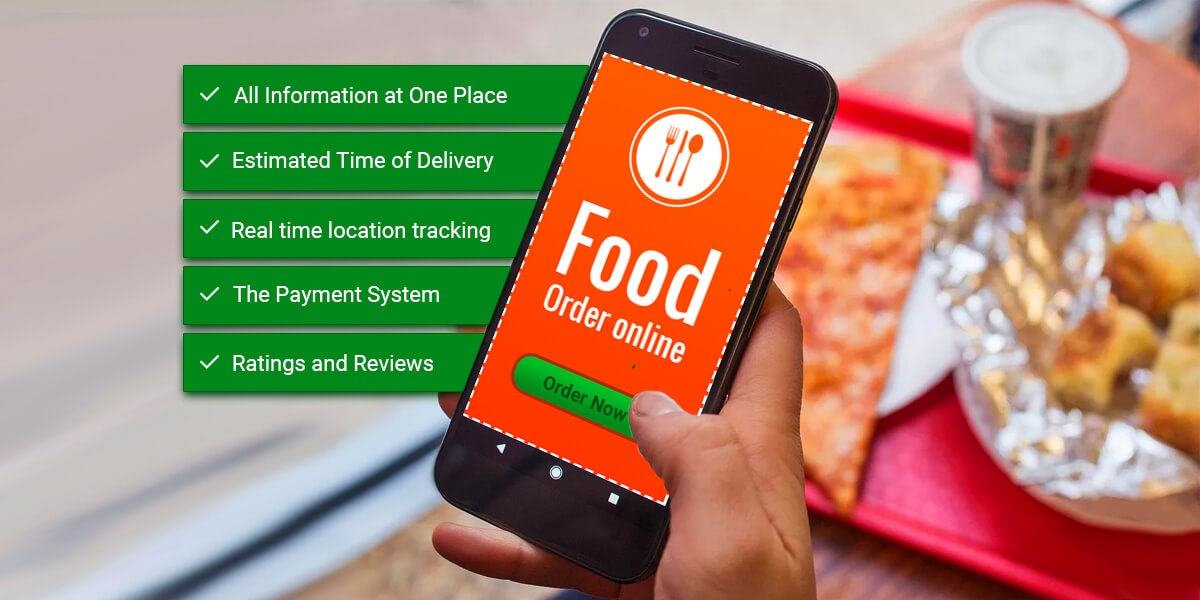 All Information at One Place
Estimated Time of Delivery
Real time location tracking
The Payment System
Ratings and Reviews
Food
Order online
Order Now